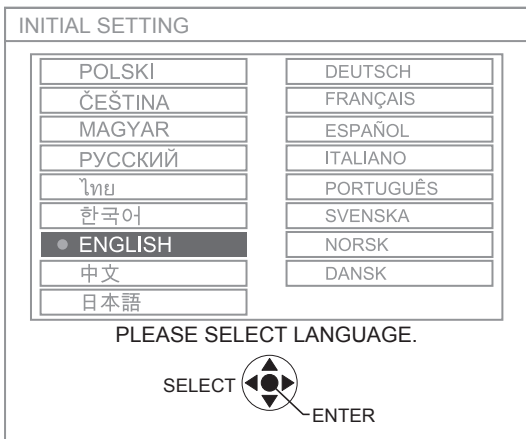 INITIAL SETTING
POLSKI
ČEŠTINA
MAGYAR
РУССКИЙ
ไทย
한국어
ENGLISH
中文
日本語
DEUTSCH
FRANÇAIS
ESPAÑOL
ITALIANO
PORTUGUÊS
SVENSKA
NORSK
DANSK
PLEASE SELECT LANGUAGE.
SELECT
ENTER